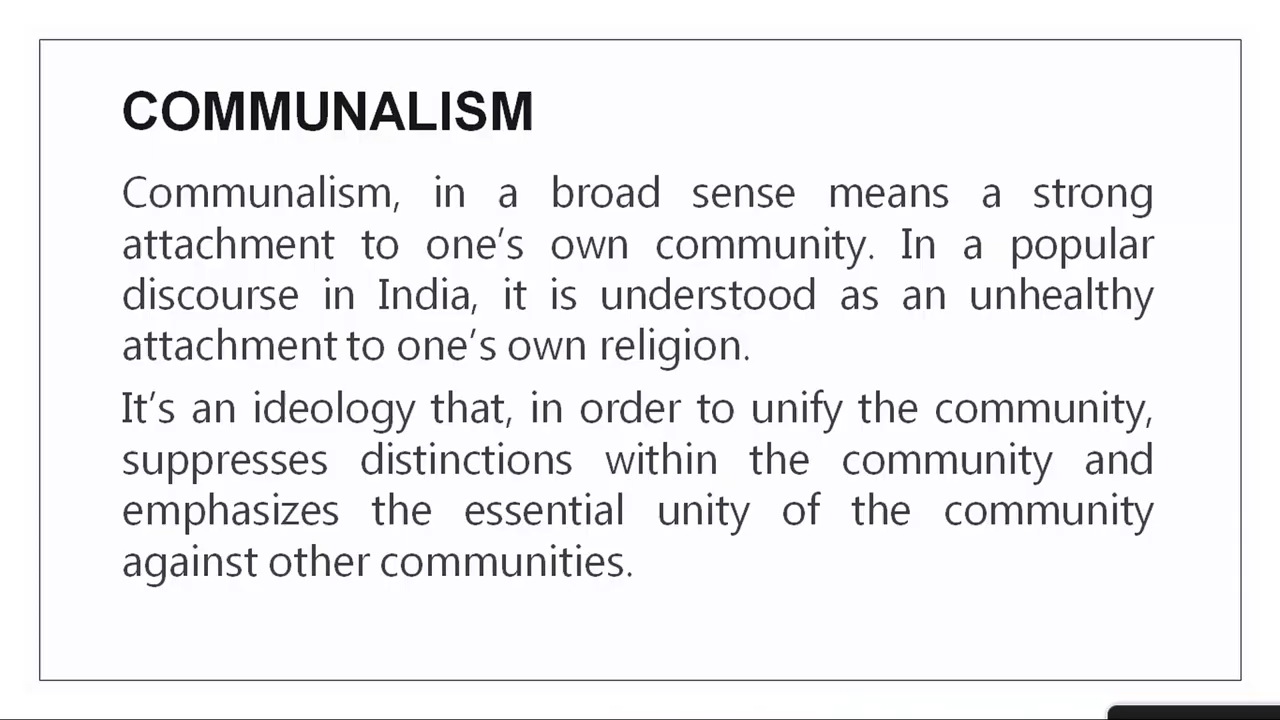 COMMUNALISM
Communalism, in a broad sense means a strong
attachment to one’s own community. In a popular
discourse in India, it is understood as an unhealthy
attachment to one’s own religion.
It’s an ideology that, in order to unify the community,
suppresses distinctions within the community and
emphasizes the essential unity of the community
against other communities.